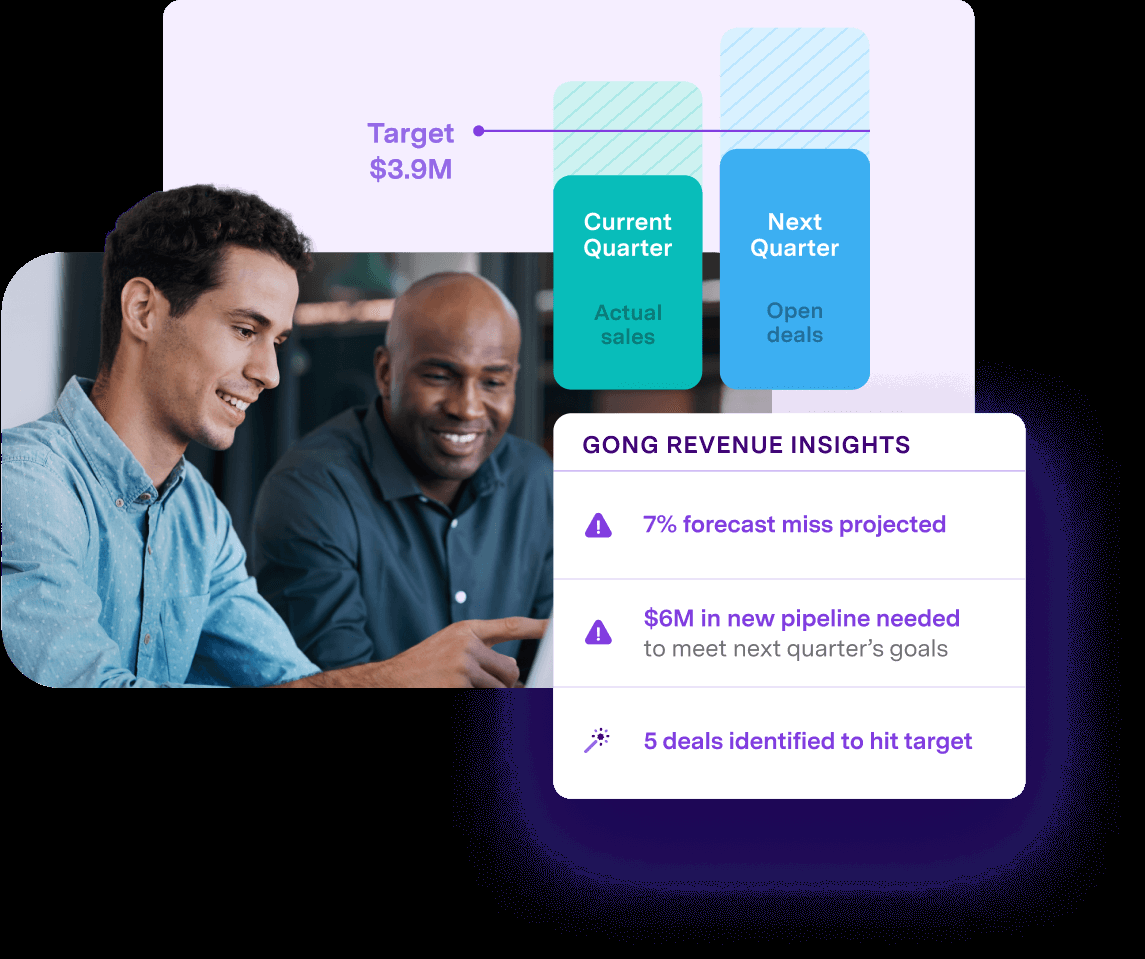 Target
$3.9M
Current
Quarter
Actual
sales
Next
Quarter
Open
deals
GONG REVENUE INSIGHTS
7% forecast miss projected
$6M in new pipeline needed
to meet next quarter’s goals
5 deals identified to hit target